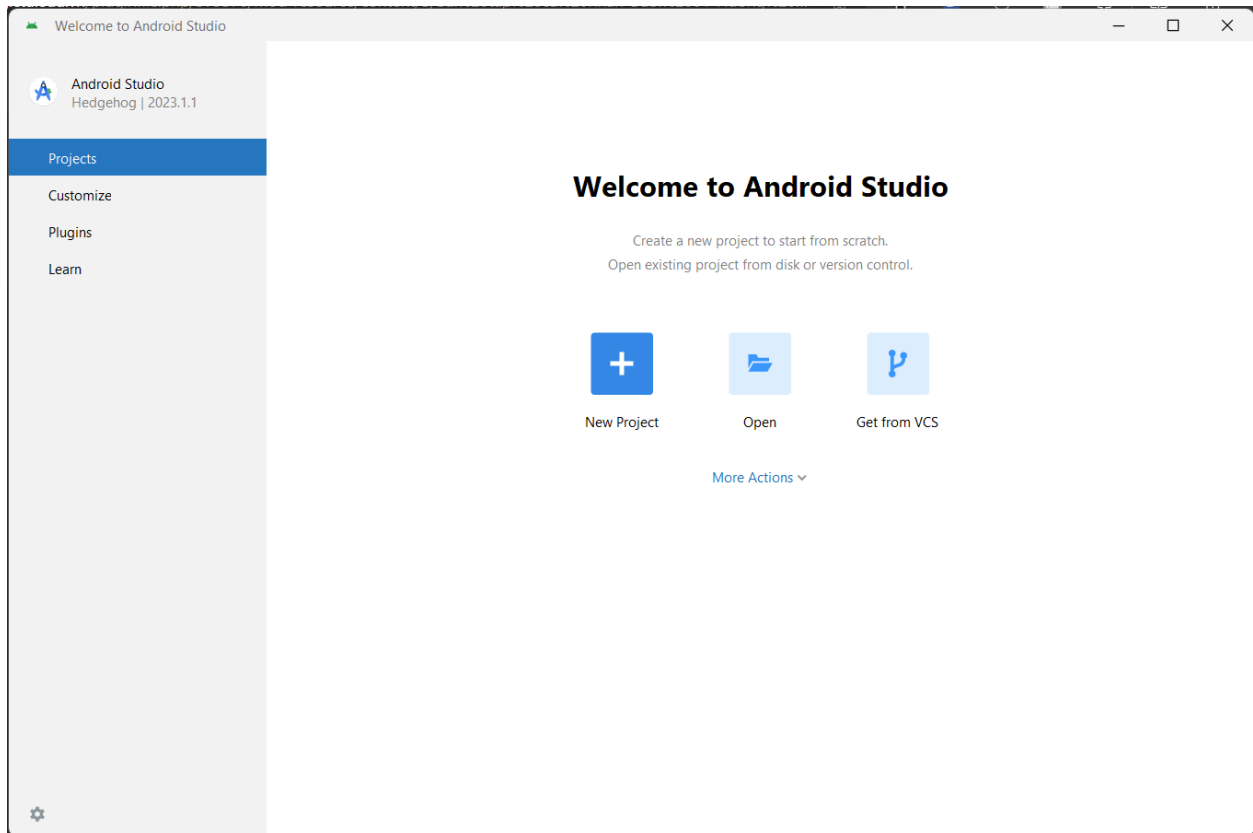 Welcome to Android Studio
Android Studio
Hedgehog | 2023.1.1
Projects
Customize
Plugins
Learn
Welcome to Android Studio
Create a new project to start from scratch.
Open existing project from disk or version control.
New Project
Open
Get from VCS
More Actions